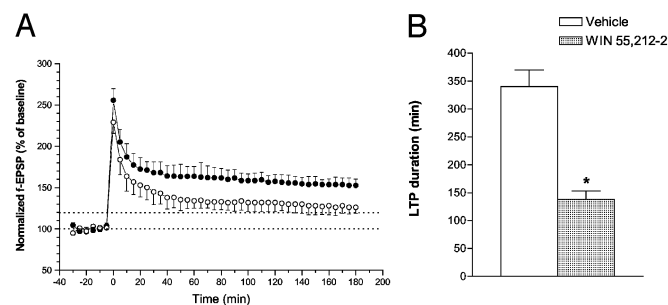 A
Normalized f-EPSP (% of baseline)
300
250
200
150
100
50
-40 -20 0 20 40 60 80 100 120 140 160 180 200
Time (min)
B
Vehicle
WIN 55,212-2
LTP duration (min)
400
350
300
250
200
150
100
50
0
*